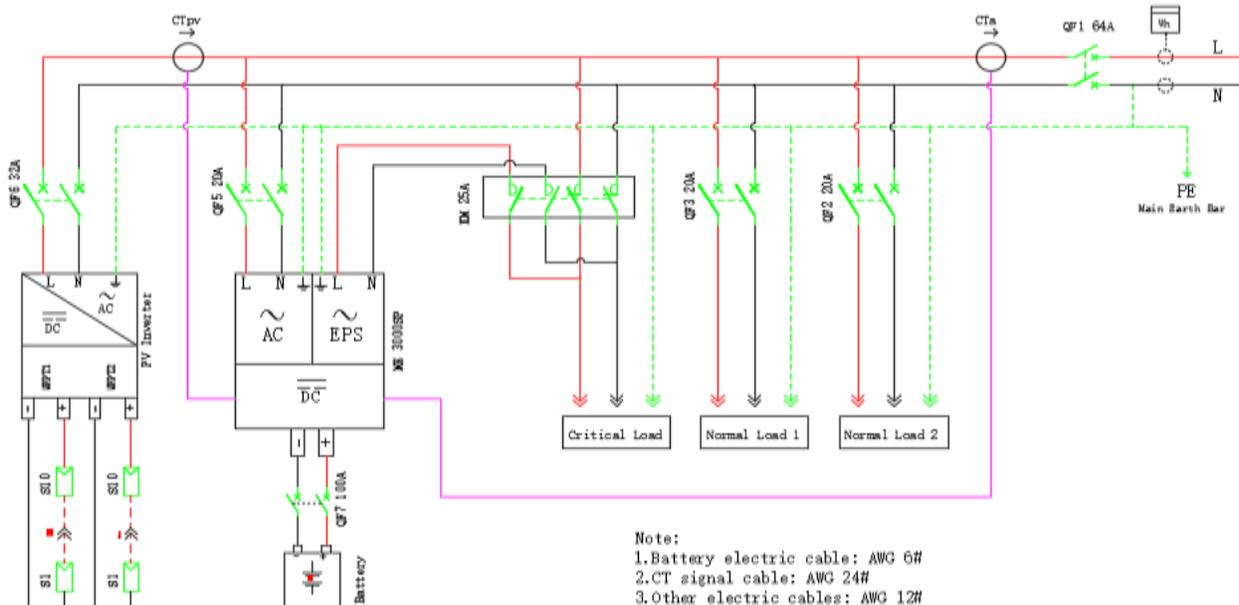 CTpv
CTa
QF1 64A
Wh
L
N
QF6 32A
QF5 20A
25A
QF3 20A
QF2 20A
PE
Main Earth Bar
L N
AC
DC
PV Inverter
MPPT1
MPPT2
- + - +
L N L N
AC
EPS
DC
3000SP
- +
QF7 100A
Battery
- +
S10
S10
S1
S1
Critical Load
Normal Load 1
Normal Load 2
Note:
1.Battery electric cable: AWG 6#
2.CT signal cable: AWG 24#
3.Other electric cables: AWG 12#